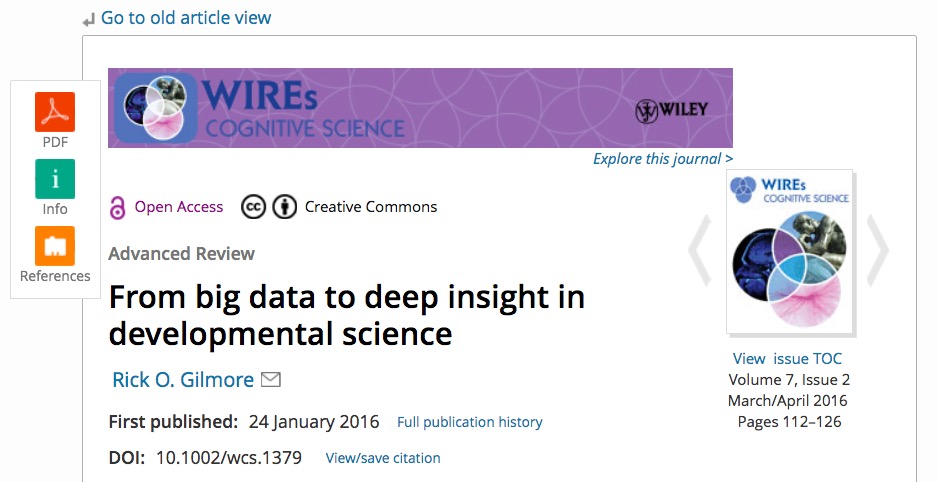 Go to old article view
WIREs
COGNITIVE SCIENCE
WILEY
Explore this journal >
PDF
Info
References
Open Access
cc
Creative Commons
Advanced Review
From big data to deep insight in
developmental science
Rick O. Gilmore
First published: 24 January 2016 Full publication history
DOI: 10.1002/wcs.1379 View/save citation
WIREs
COGNITIVE SCIENCE
View issue TOC
Volume 7, Issue 2
March/April 2016
Pages 112–126